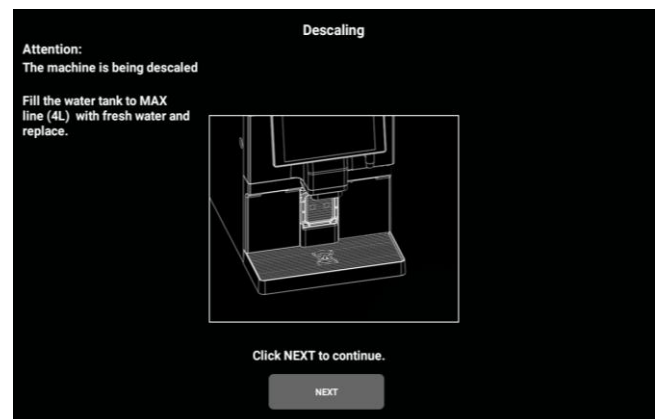 Descaling
Attention:
The machine is being descaled
Fill the water tank to MAX
line (4L) with fresh water and
replace.
Click NEXT to continue.
NEXT